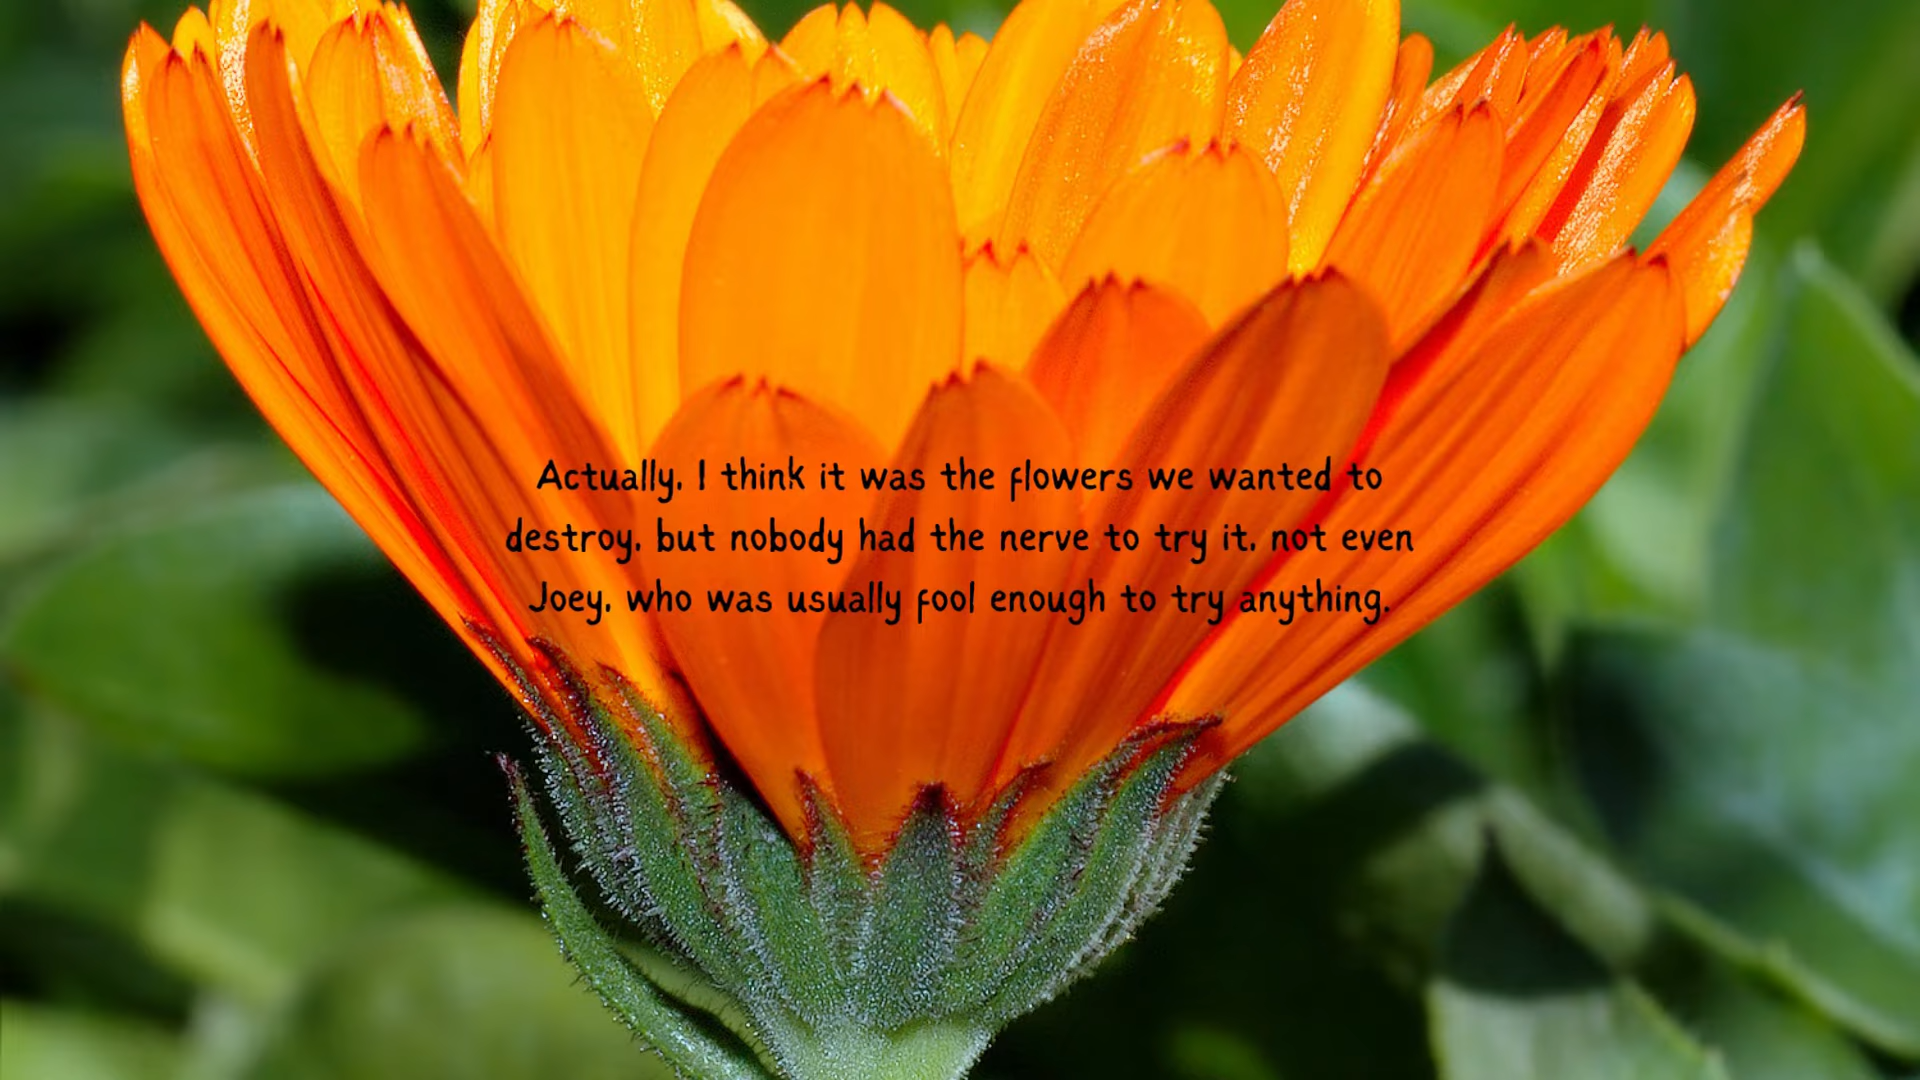 Actually, I think it was the flowers we wanted to
destroy, but nobody had the nerve to try it, not even
Joey, who was usually fool enough to try anything.